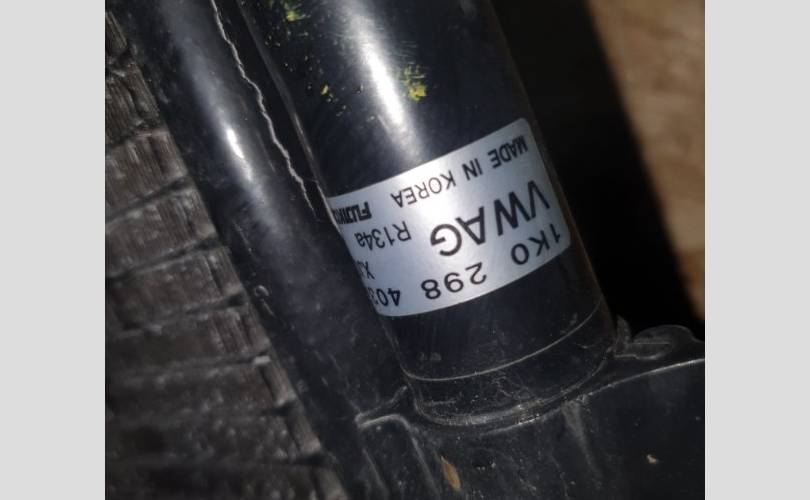 1K0 298 403
VWAG
R134a
MADE IN KOREA